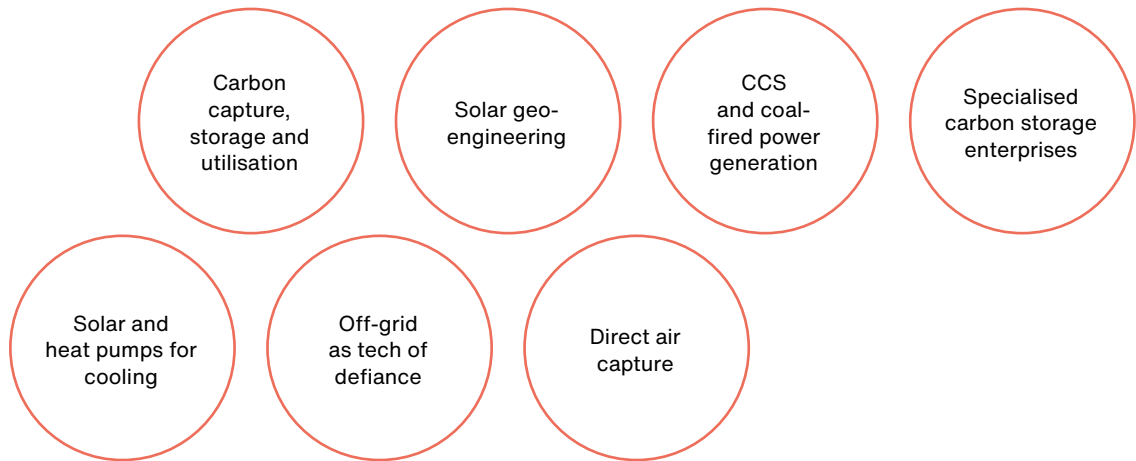 Carbon
capture,
storage and
utilisation
Solar geo-
engineering
CCS
and coal-
fired power
generation
Specialised
carbon storage
enterprises
Solar and
heat pumps for
cooling
Off-grid
as tech of
defiance
Direct air
capture